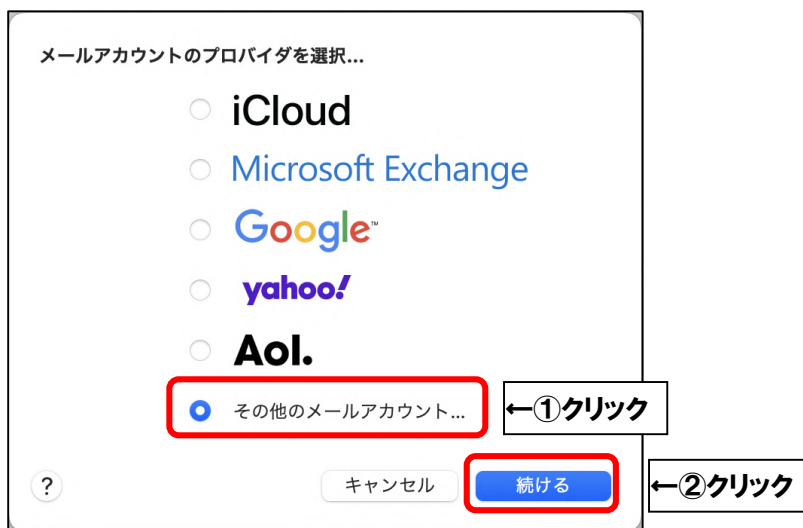 メールアカウントのプロバイダを選択...
iCloud
Microsoft Exchange
Google™
yahoo!
Aol.
その他のメールアカウント...
←①クリック
?
キャンセル
続ける
←②クリック